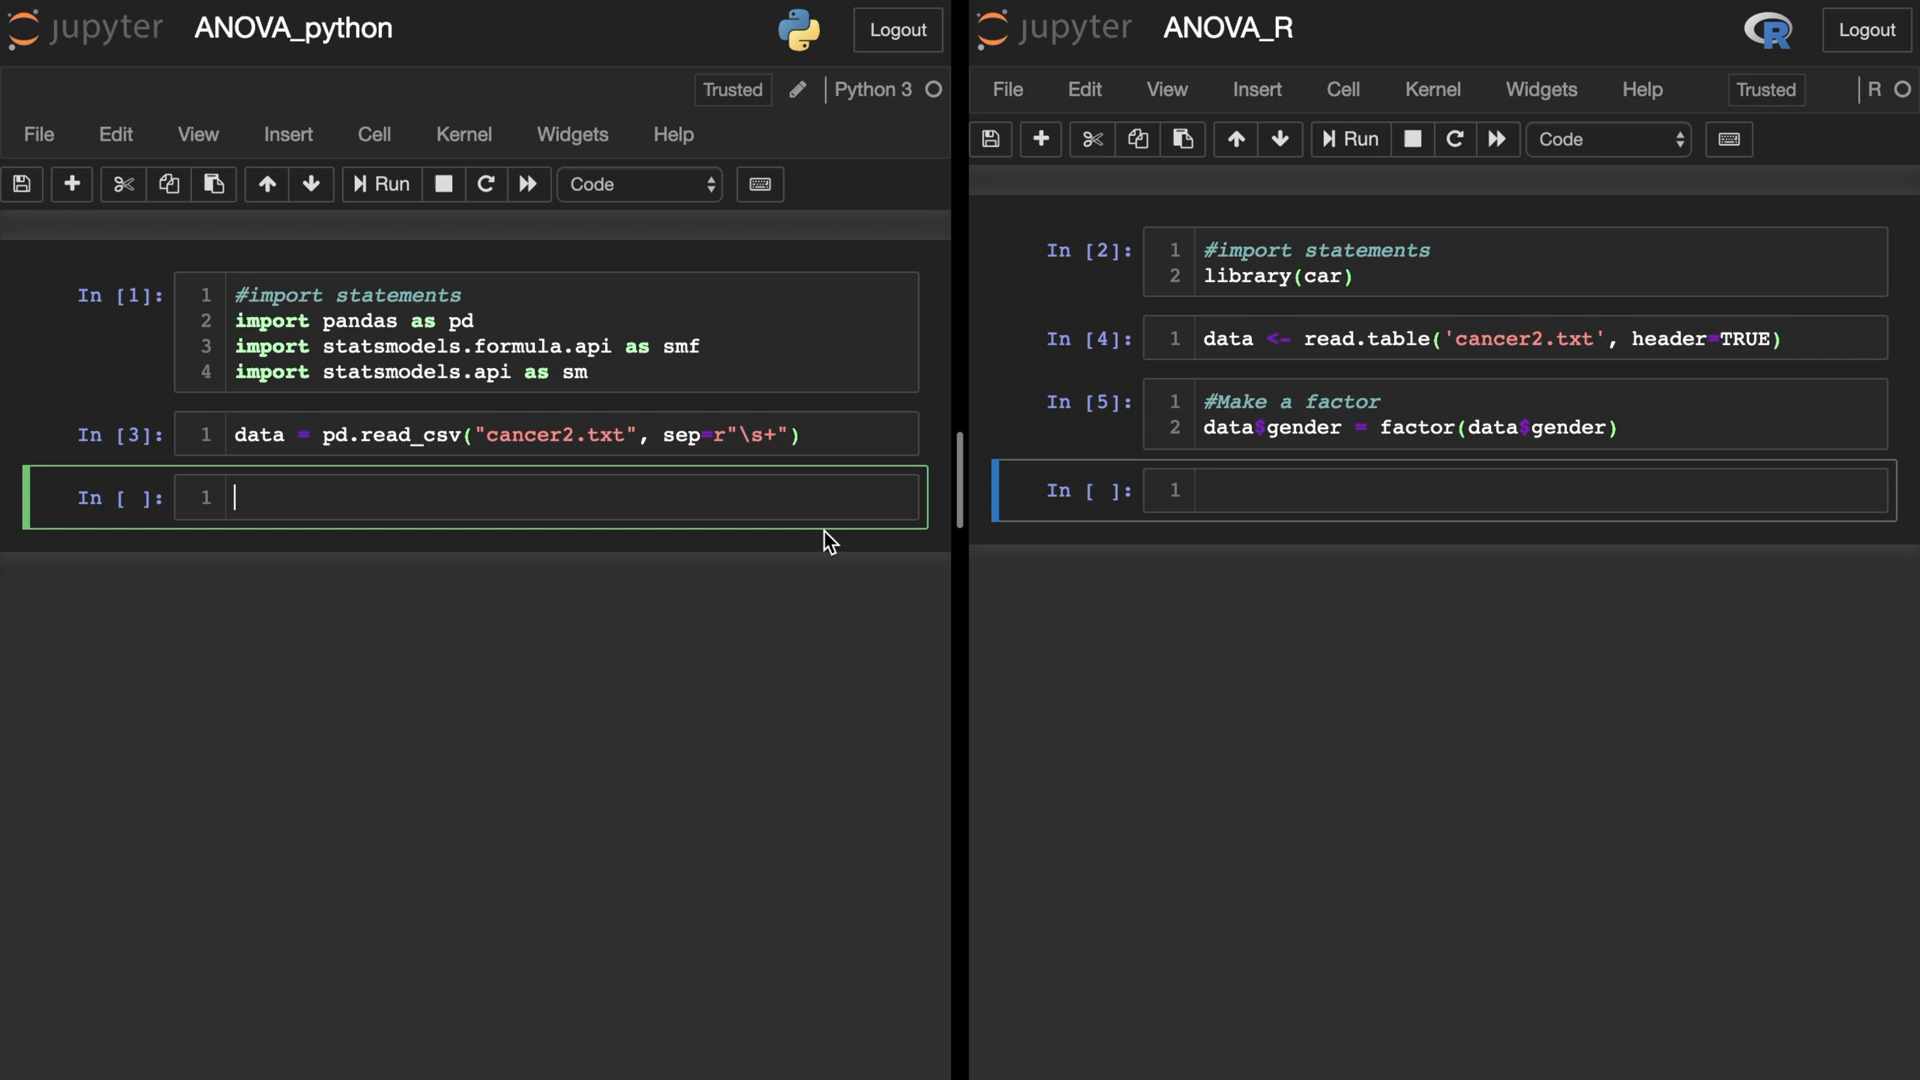 jupyter ANOVA_python Logout
Trusted Python 3
File Edit View Insert Cell Kernel Widgets Help
Run Code
In [1]: 1 #import statements
2 import pandas as pd
3 import statsmodels.formula.api as smf
4 import statsmodels.api as sm
In [3]: 1 data = pd.read_csv("cancer2.txt", sep=r"\s+")
In [ ]: 1
jupyter ANOVA_R R Logout
File Edit View Insert Cell Kernel Widgets Help Trusted R
Run Code
In [2]: 1 #import statements
2 library(car)
In [4]: 1 data <- read.table('cancer2.txt', header=TRUE)
In [5]: 1 #Make a factor
2 data$gender = factor(data$gender)
In [ ]: 1